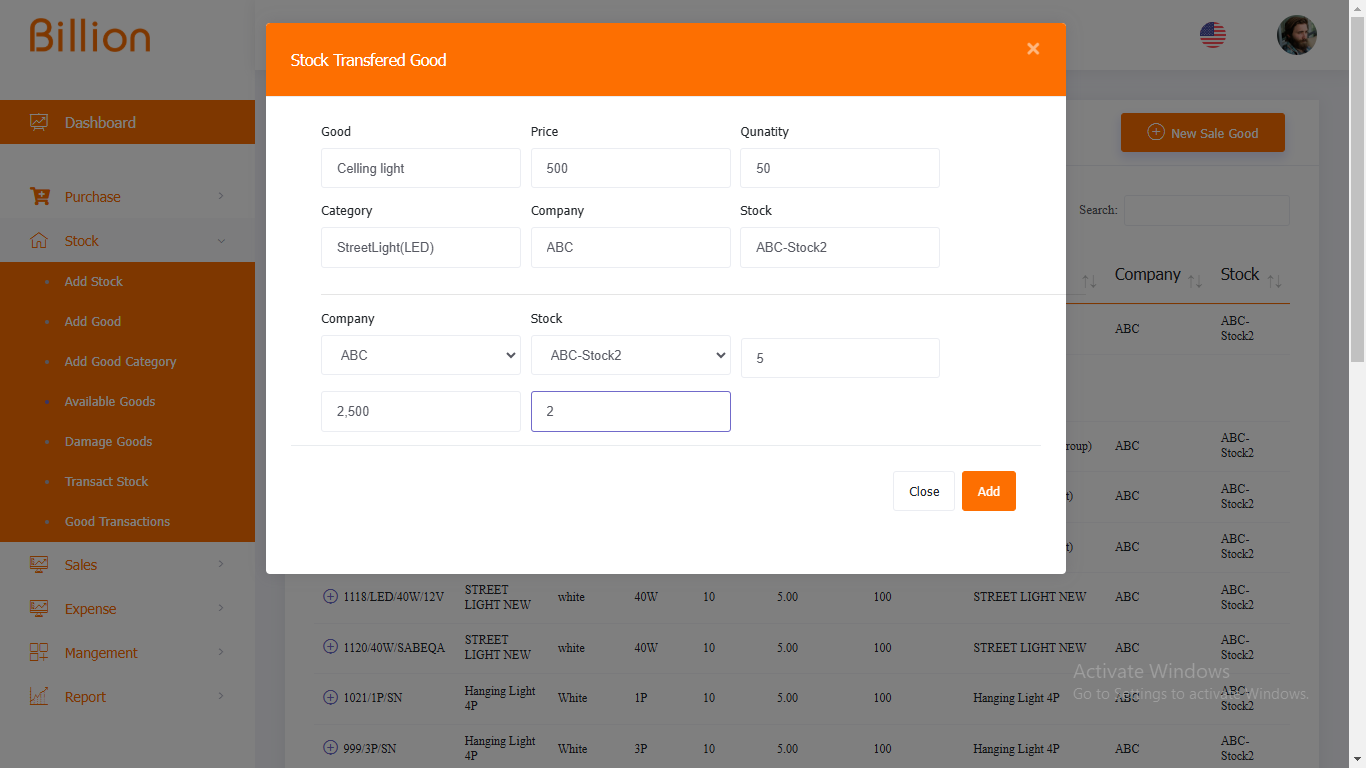 Billion
Stock Transfered Good
×
Dashboard
New Sale Good
Good Price Qunatity
Celling light 500 50
Purchase
Search:
Category Company Stock
Stock
StreetLight(LED) ABC ABC-Stock2
Add Stock
Company Stock
Add Good
Company Stock
ABC ABC-
Stock2
ABC ABC-Stock2 5
Add Good Category
Available Goods
2,500 2
Damage Goods
roup) ABC ABC-
Stock2
Transact Stock
Close Add
t) ABC ABC-
Stock2
Good Transactions
t) ABC ABC-
Stock2
Sales
1118/LED/40W/12V STREET LIGHT NEW white 40W 10 5.00 100 STREET LIGHT NEW ABC ABC-Stock2
Expense
1120/40W/SABEQA STREET LIGHT NEW white 40W 10 5.00 100 STREET LIGHT NEW ABC ABC-Stock2
Mangement
Activate Windows
Go to Settings to activate Windows.
1021/1P/SN Hanging Light 4P White 1P 10 5.00 100 Hanging Light 4P ABC ABC-Stock2
Report
999/3P/SN Hanging Light 4P White 3P 10 5.00 100 Hanging Light 4P ABC ABC-Stock2